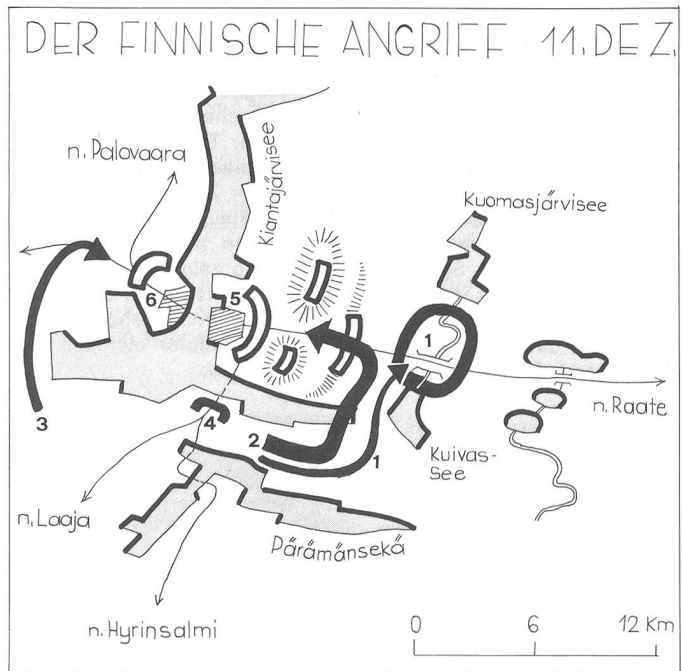 DER FINNISCHE ANGRIFF 11. DEZ.
n. Palovaara
Kiantajärvisee
Kuomasjärvisee
6
5
1
3
4
2
1
n. Raate
Kuivas-
see
n. Laaja
Pärämänsekä
n. Hyrinsalmi
0 6 12 Km